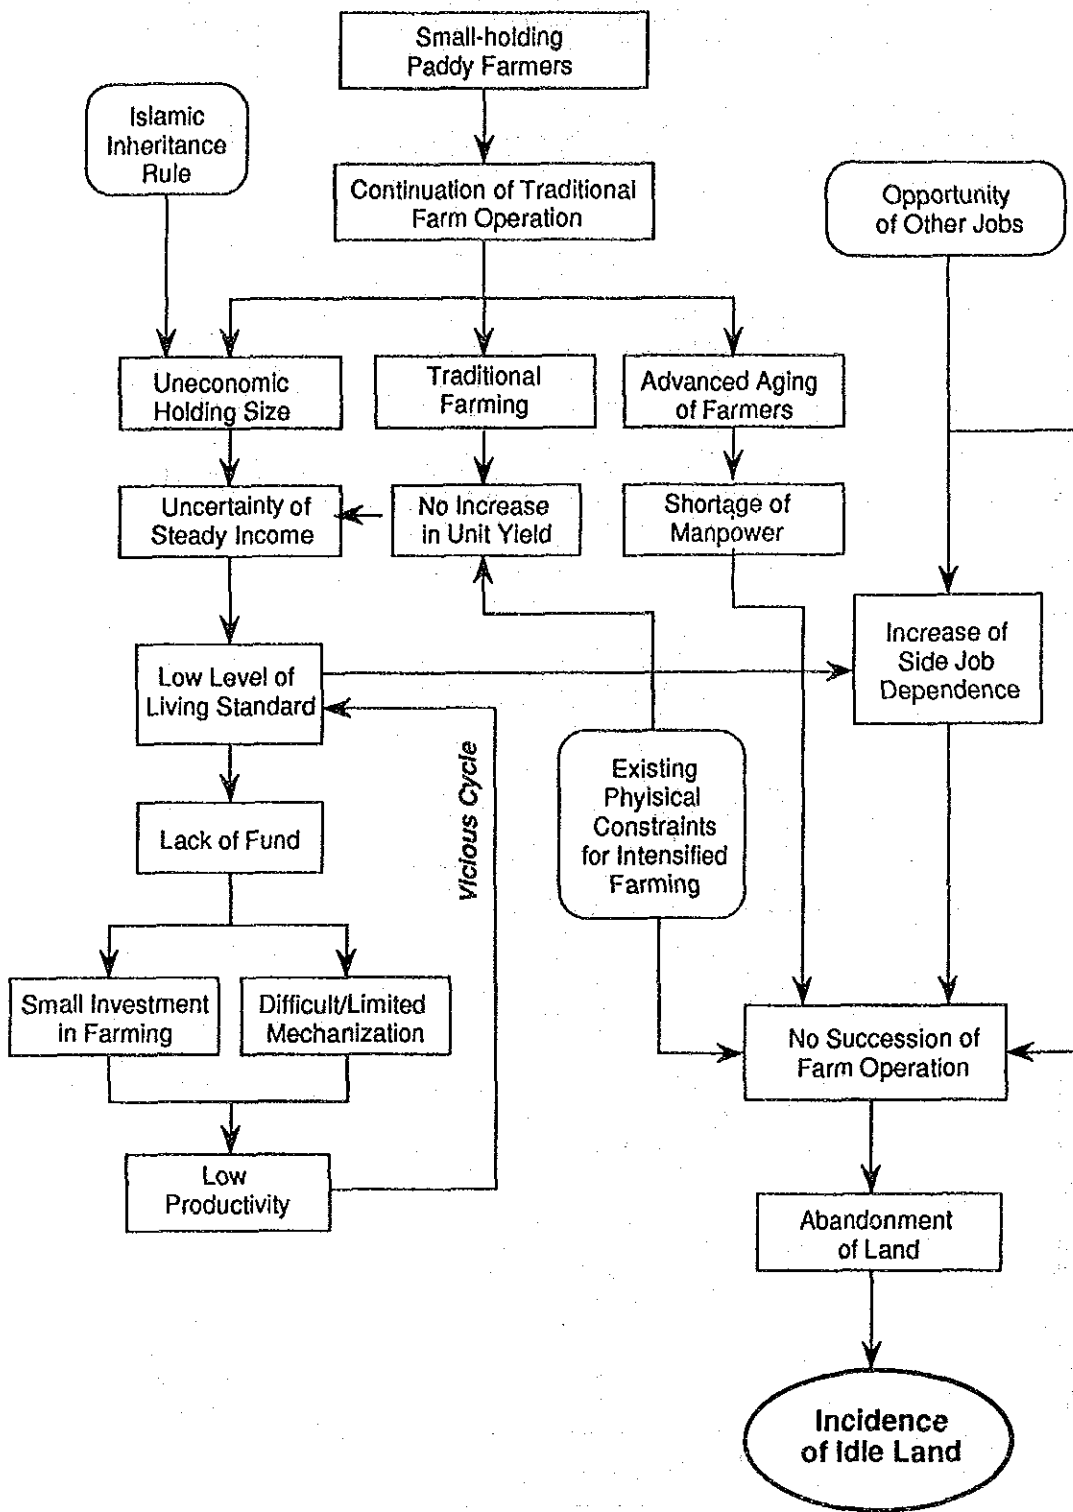 Small-holding
Paddy Farmers
Islamic
Inheritance
Rule
Continuation of Traditional
Farm Operation
Opportunity
of Other Jobs
Uneconomic
Holding Size
Traditional
Farming
Advanced Aging
of Farmers
Uncertainty of
Steady Income
No Increase
in Unit Yield
Shortage of
Manpower
Increase of
Side Job
Dependence
Low Level of
Living Standard
Vicious Cycle
Existing
Phyisical
Constraints
for Intensified
Farming
Lack of Fund
Small Investment
in Farming
Difficult/Limited
Mechanization
No Succession of
Farm Operation
Low
Productivity
Abandonment
of Land
Incidence
of Idle Land